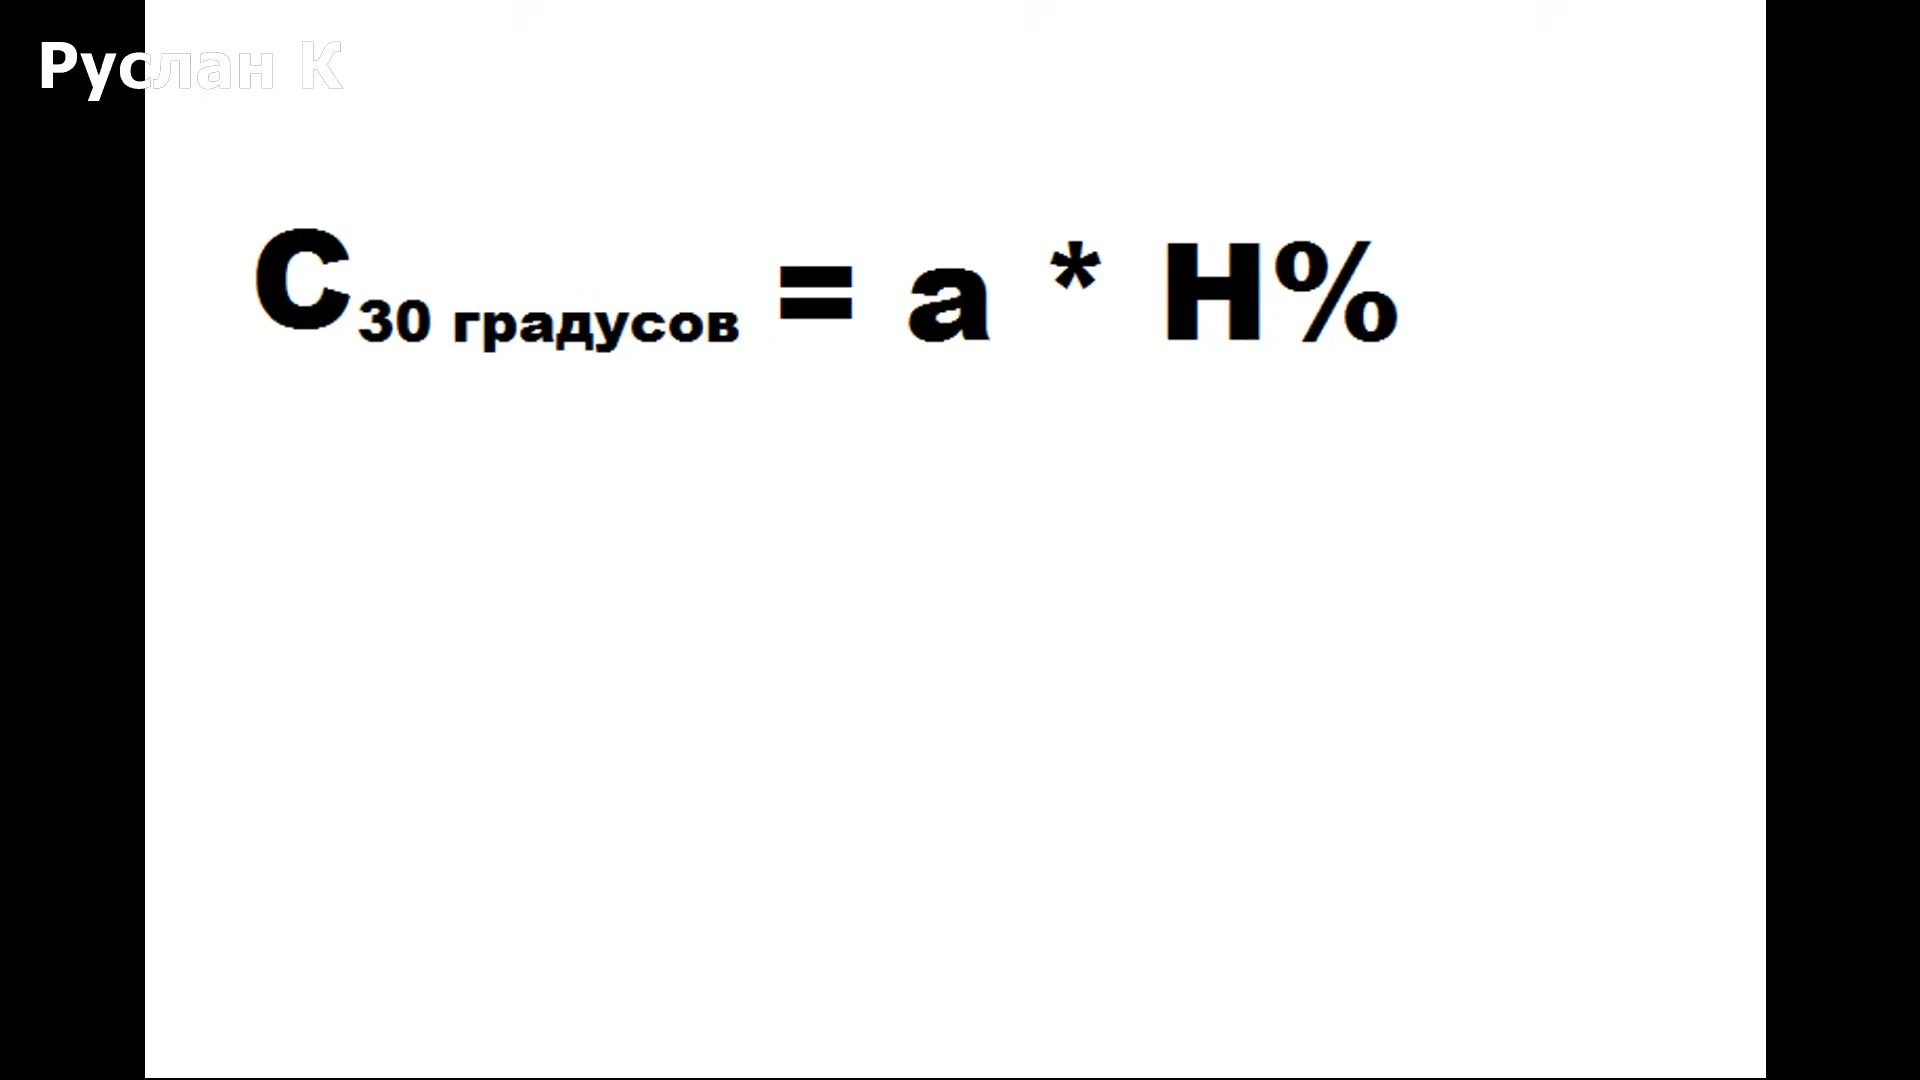 Руслан К
С30 градусов = а * Н%